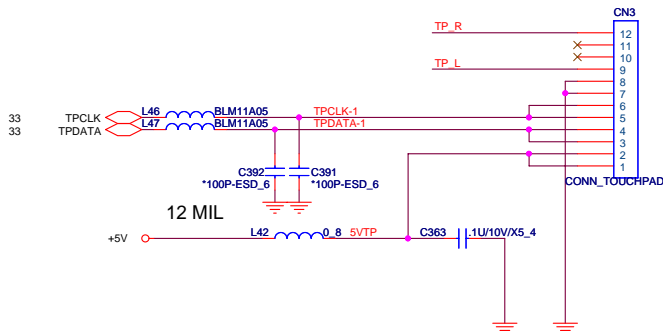 CN3
TP_R
12
11
10
TP_L
9
8
7
6
33 TPCLK L46 BLM11A05 TPCLK-1
5
33 TPDATA L47 BLM11A05 TPDATA-1
4
3
2
1
C392 C391
*100P-ESD_6 *100P-ESD_6
CONN_TOUCHPAD
12 MIL
+5V L42 0_8 5VTP C363 .1U/10V/X5_4